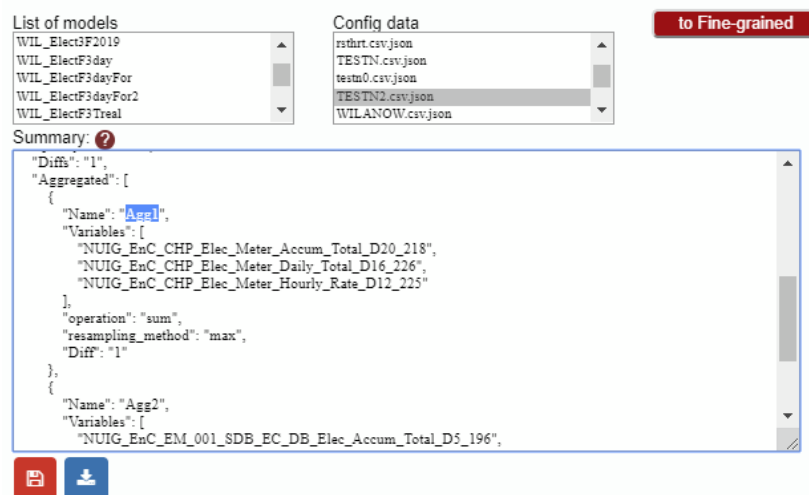 List of models
Config data
to Fine-grained
WIL_Elect3F2019
WIL_ElectF3day
WIL_ElectF3dayFor
WIL_ElectF3dayFor2
WIL_ElectF3Treal
rsthrt.csv.json
TESTN.csv.json
testn0.csv.json
TESTN2.csv.json
WILANOW.csv.json
Summary: ?
"Diffs": "1",
"Aggregated": [
{
"Name": "Agg1",
"Variables": [
"NUIG_EnC_CHP_Elec_Meter_Accum_Total_D20_218",
"NUIG_EnC_CHP_Elec_Meter_Daily_Total_D16_226",
"NUIG_EnC_CHP_Elec_Meter_Hourly_Rate_D12_225"
],
"operation": "sum",
"resampling_method": "max",
"Diff": "1"
},
{
"Name": "Agg2",
"Variables": [
"NUIG_EnC_EM_001_SDB_EC_DB_Elec_Accum_Total_D5_196",